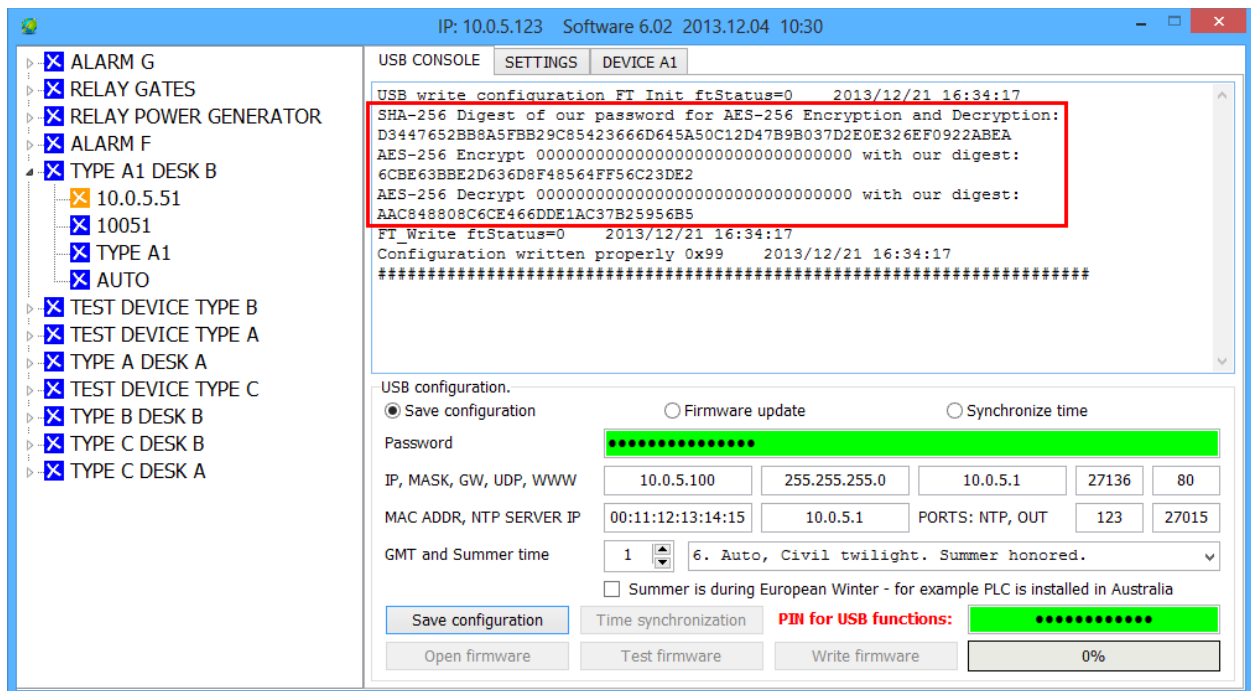 IP: 10.0.5.123 Software 6.02 2013.12.04 10:30
ALARM G
RELAY GATES
RELAY POWER GENERATOR
ALARM F
TYPE A1 DESK B
10.0.5.51
10051
TYPE A1
AUTO
TEST DEVICE TYPE B
TEST DEVICE TYPE A
TYPE A DESK A
TEST DEVICE TYPE C
TYPE B DESK B
TYPE C DESK B
TYPE C DESK A
USB CONSOLE SETTINGS DEVICE A1
USB write configuration FT Init ftStatus=0 2013/12/21 16:34:17
SHA-256 Digest of our password for AES-256 Encryption and Decryption:
D3447652BB8A5FBB29C85423666D645A50C12D47B9B037D2E0E326EF0922ABEA
AES-256 Encrypt 00000000000000000000000000000000 with our digest:
6CBE63BBE2D636D8F48564FF56C23DE2
AES-256 Decrypt 00000000000000000000000000000000 with our digest:
AAC848808C6CE466DDE1AC37B25956B5
FT_Write ftStatus=0 2013/12/21 16:34:17
Configuration written properly 0x99 2013/12/21 16:34:17
########################################################################
USB configuration.
Save configuration Firmware update Synchronize time
Password ●●●●●●●●●●●●●●●
IP, MASK, GW, UDP, WWW 10.0.5.100 255.255.255.0 10.0.5.1 27136 80
MAC ADDR, NTP SERVER IP 00:11:12:13:14:15 10.0.5.1 PORTS: NTP, OUT 123 27015
GMT and Summer time 1 6. Auto, Civil twilight. Summer honored.
Summer is during European Winter - for example PLC is installed in Australia
Save configuration Time synchronization PIN for USB functions: ●●●●●●●●●●●●
Open firmware Test firmware Write firmware 0%